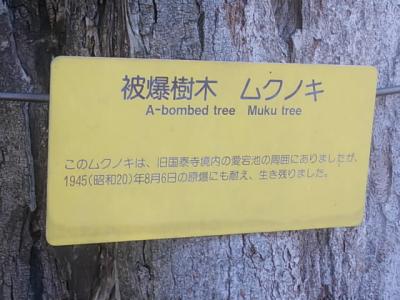 被爆樹木　ムクノキ
A-bombed tree Muku tree
このムクノキは、旧国泰寺境内の愛宕池の周囲にありましたが、
1945(昭和20)年8月6日の原爆にも耐え、生き残りました。